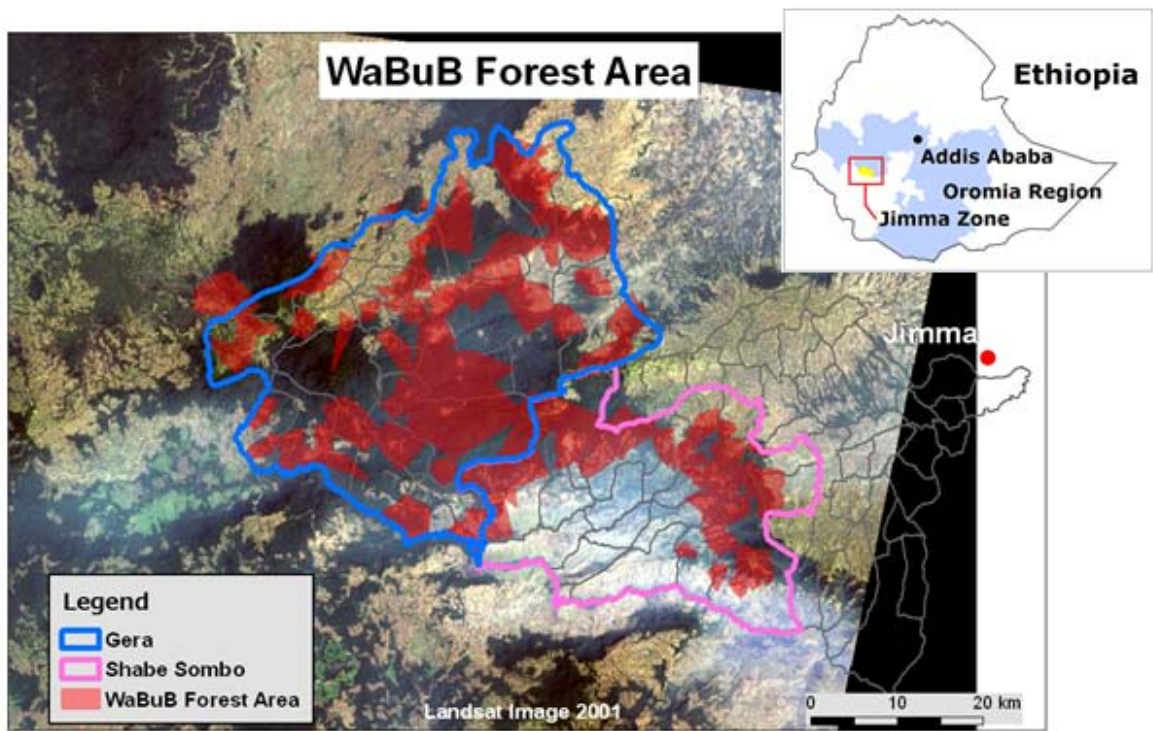 WaBuB Forest Area
Ethiopia
Addis Ababa
Oromia Region
Jimma Zone
Jimma
Legend
Gera
Shabe Sombo
WaBuB Forest Area
Landsat Image 2001
0 10 20 km